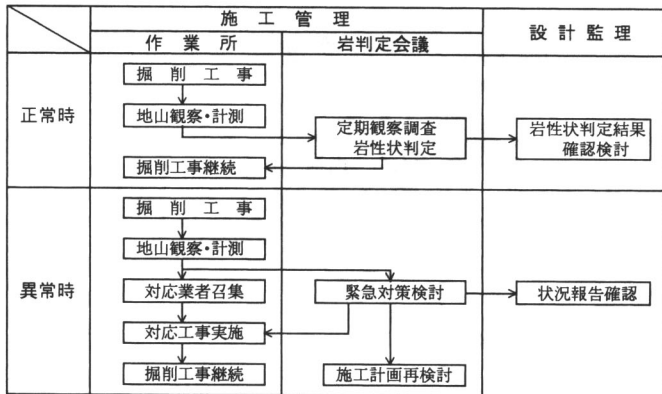 施工管理
設計監理
作業所
岩判定会議
正常時
掘削工事
地山観察・計測
定期観察調査
岩性状判定
岩性状判定結果
確認検討
掘削工事継続
異常時
掘削工事
地山観察・計測
対応業者召集
緊急対策検討
状況報告確認
対応工事実施
掘削工事継続
施工計画再検討